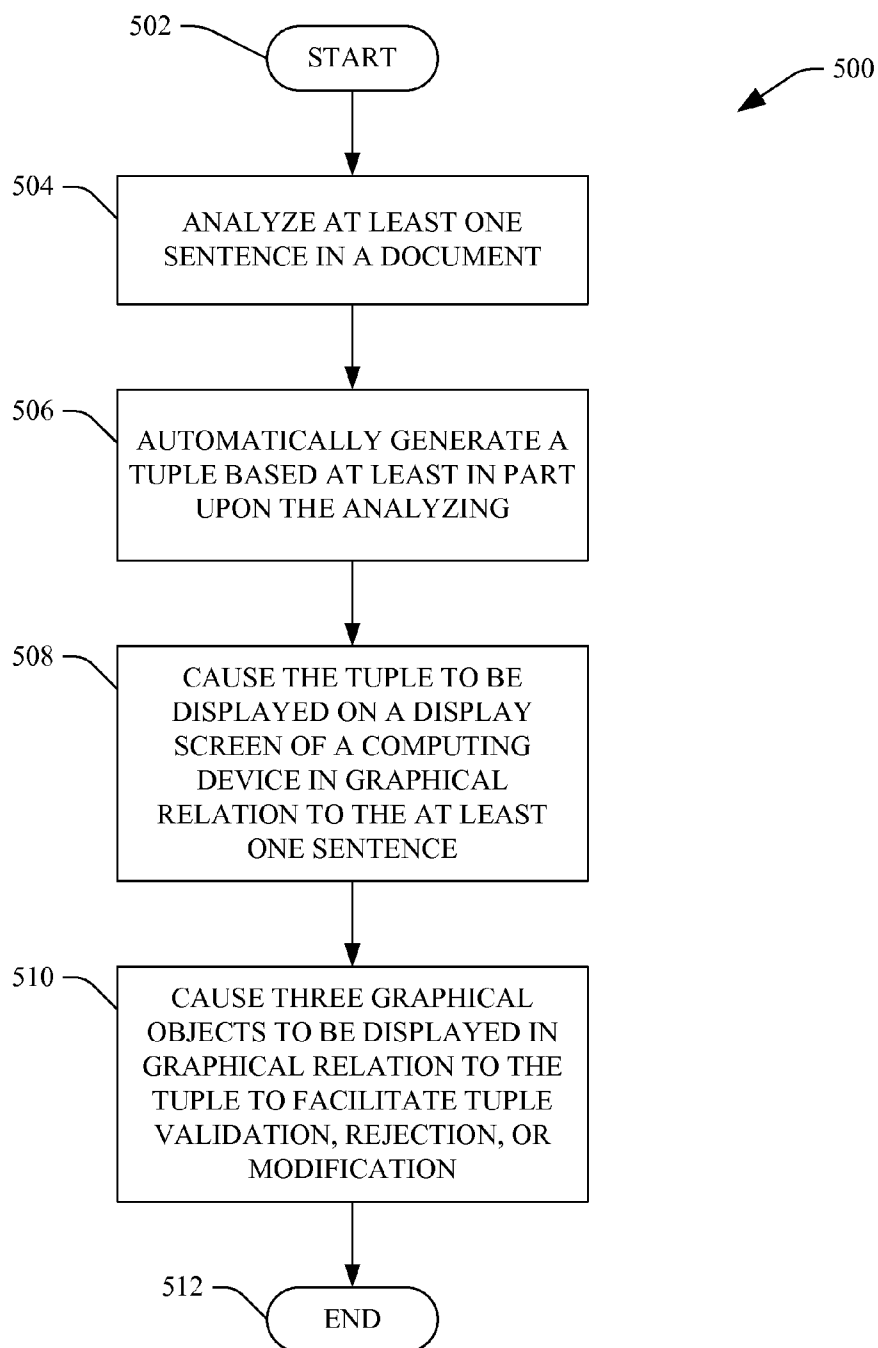 502
START
500
504
ANALYZE AT LEAST ONE
SENTENCE IN A DOCUMENT
506
AUTOMATICALLY GENERATE A
TUPLE BASED AT LEAST IN PART
UPON THE ANALYZING
508
CAUSE THE TUPLE TO BE
DISPLAYED ON A DISPLAY
SCREEN OF A COMPUTING
DEVICE IN GRAPHICAL
RELATION TO THE AT LEAST
ONE SENTENCE
510
CAUSE THREE GRAPHICAL
OBJECTS TO BE DISPLAYED IN
GRAPHICAL RELATION TO THE
TUPLE TO FACILITATE TUPLE
VALIDATION, REJECTION, OR
MODIFICATION
512
END